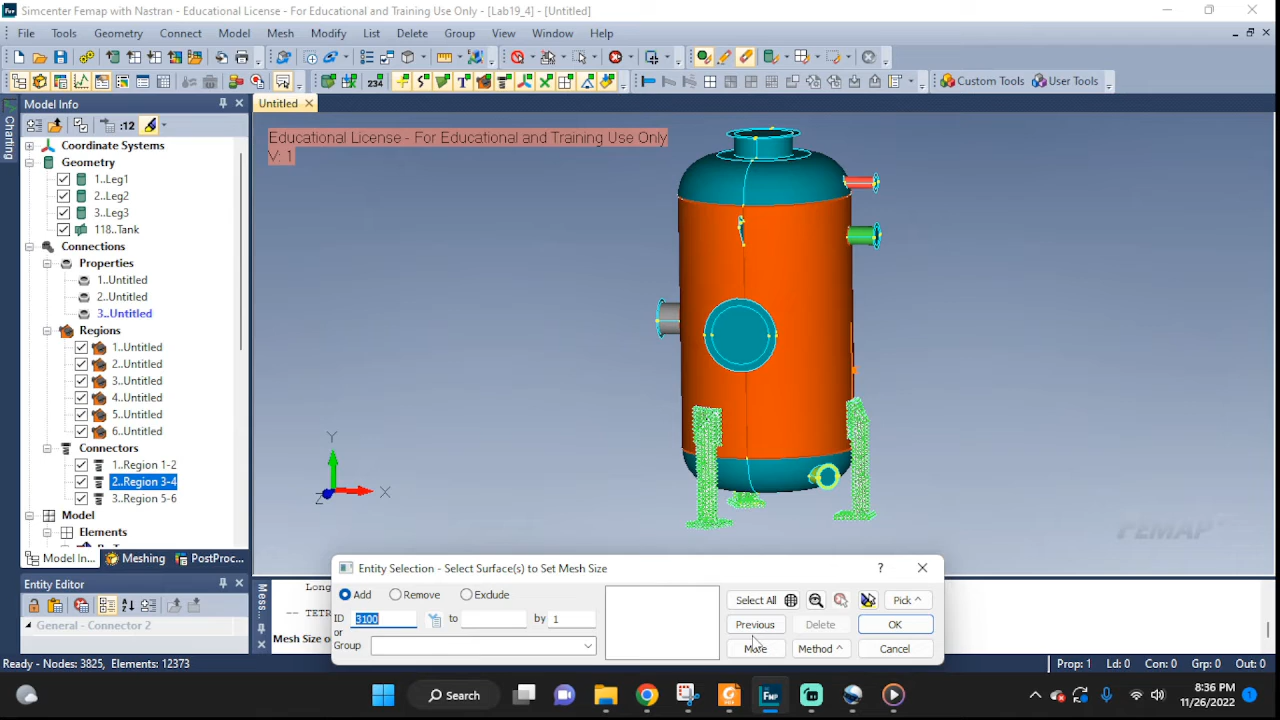 Simcenter Femap with Nastran - Educational License - For Educational and Training Use Only - [Lab19_4] - [Untitled]
File Tools Geometry Connect Model Mesh Modify List Delete Group View Window Help
234 Custom Tools User Tools
Model Info
Untitled
Charting
:12
Educational License - For Educational and Training Use Only
V: 1
Coordinate Systems
Geometry
1..Leg1
2..Leg2
3..Leg3
118..Tank
Connections
Properties
1..Untitled
2..Untitled
3..Untitled
Regions
1..Untitled
2..Untitled
3..Untitled
4..Untitled
5..Untitled
6..Untitled
Connectors
1..Region 1-2
2..Region 3-4
3..Region 5-6
Model
Elements
Y
X
Z
FEMAP
Model In... Meshing PostProc...
Entity Editor
General - Connector 2
Mess...
Long
-- TETR
Mesh Size o
Entity Selection - Select Surface(s) to Set Mesh Size
Add Remove Exclude
ID 3100 to by 1
or
Group
Select All Pick ^
Previous Delete OK
More Method ^ Cancel
Ready - Nodes: 3825, Elements: 12373
Prop: 1 Ld: 0 Con: 0 Grp: 0 Out: 0
Search
8:36 PM
11/26/2022